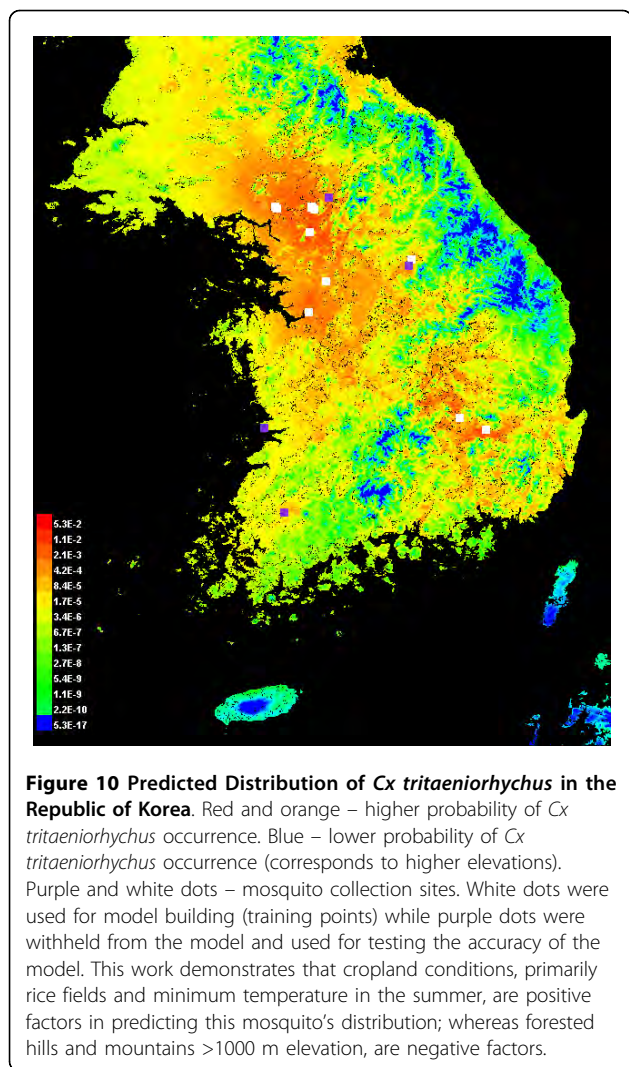 5.3E-2
1.1E-2
2.1E-3
4.2E-4
8.4E-5
1.7E-5
3.4E-6
6.7E-7
1.3E-7
2.7E-8
5.4E-9
1.1E-9
2.2E-10
5.3E-17
Figure 10 Predicted Distribution of Cx tritaeniorhychus in the
Republic of Korea. Red and orange – higher probability of Cx
tritaeniorhychus occurrence. Blue – lower probability of Cx
tritaeniorhychus occurrence (corresponds to higher elevations).
Purple and white dots – mosquito collection sites. White dots were
used for model building (training points) while purple dots were
withheld from the model and used for testing the accuracy of the
model. This work demonstrates that cropland conditions, primarily
rice fields and minimum temperature in the summer, are positive
factors in predicting this mosquito's distribution; whereas forested
hills and mountains >1000 m elevation, are negative factors.